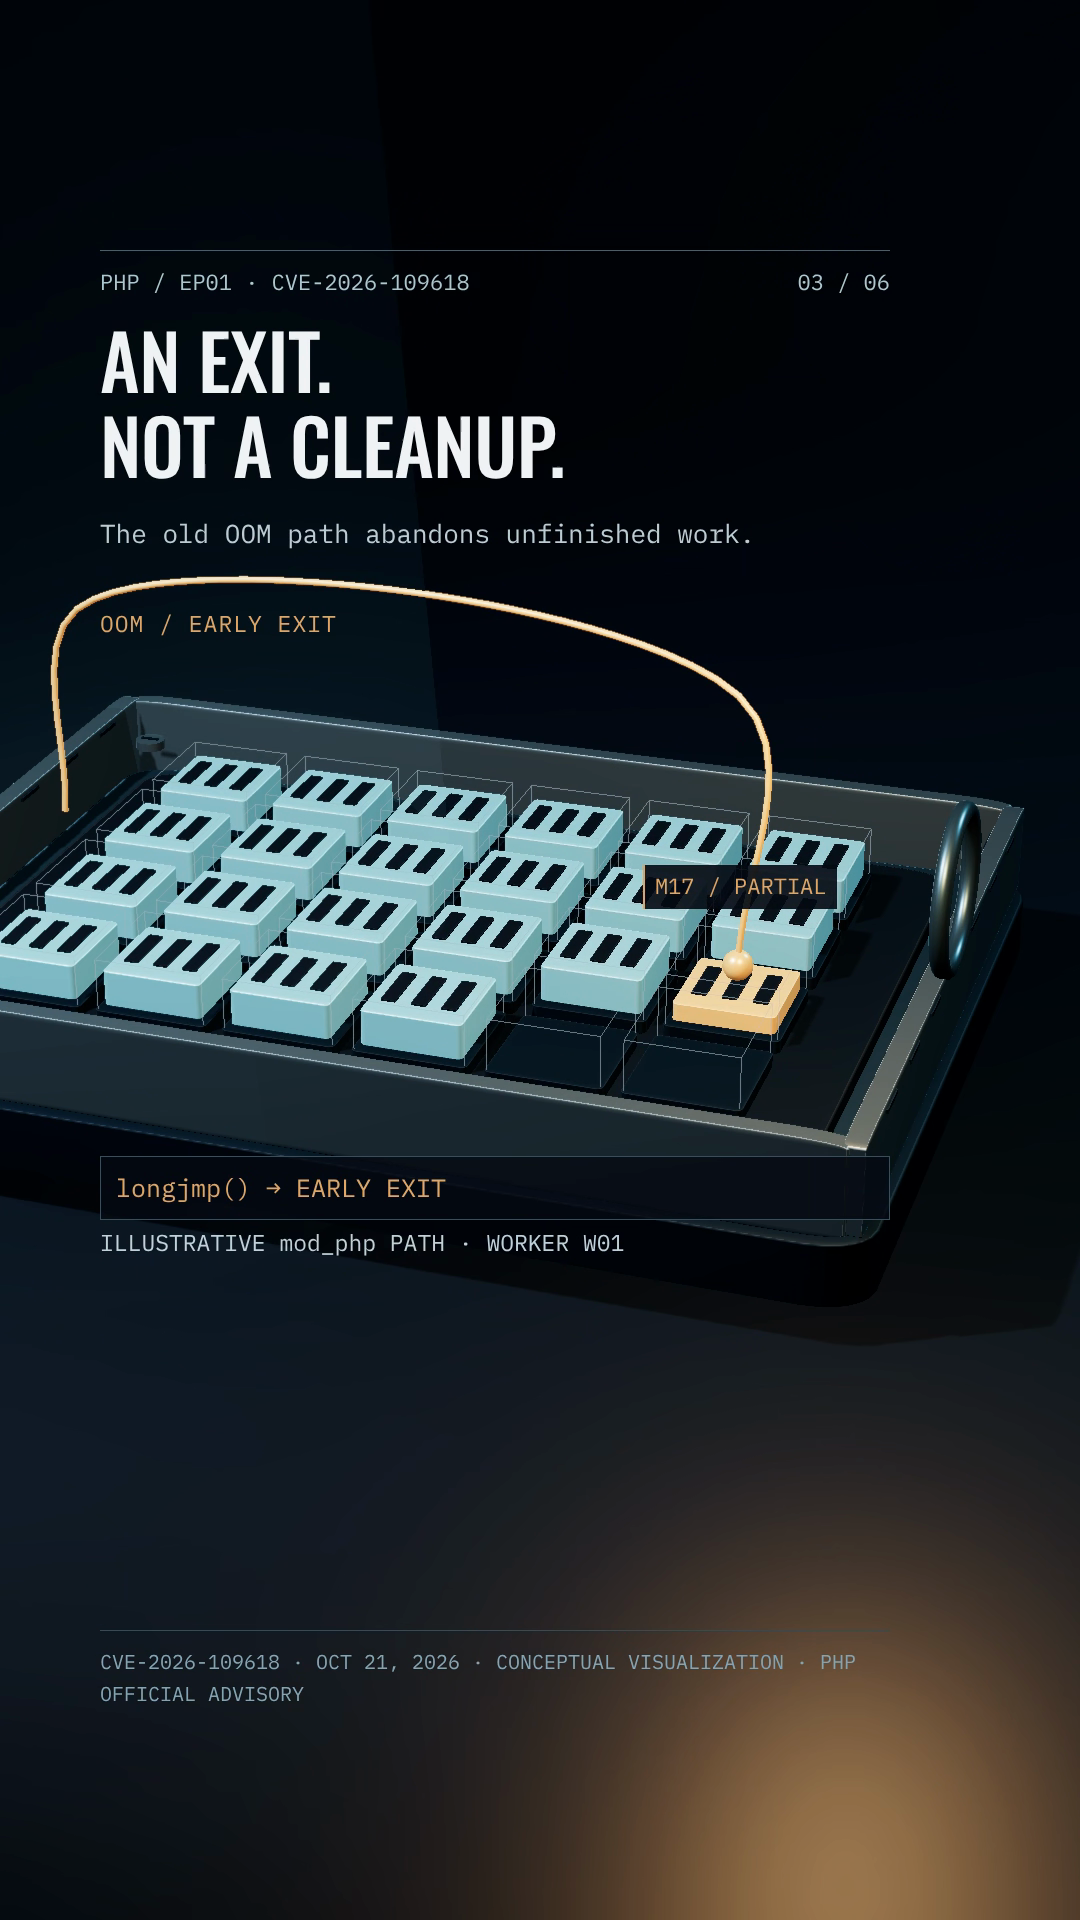 PHP / EP01 · CVE-2026-109618
03 / 06
AN EXIT.
NOT A CLEANUP.
The old OOM path abandons unfinished work.
OOM / EARLY EXIT
M17 / PARTIAL
longjmp() → EARLY EXIT
ILLUSTRATIVE mod_php PATH · WORKER W01
CVE-2026-109618 · OCT 21, 2026 · CONCEPTUAL VISUALIZATION · PHP
OFFICIAL ADVISORY